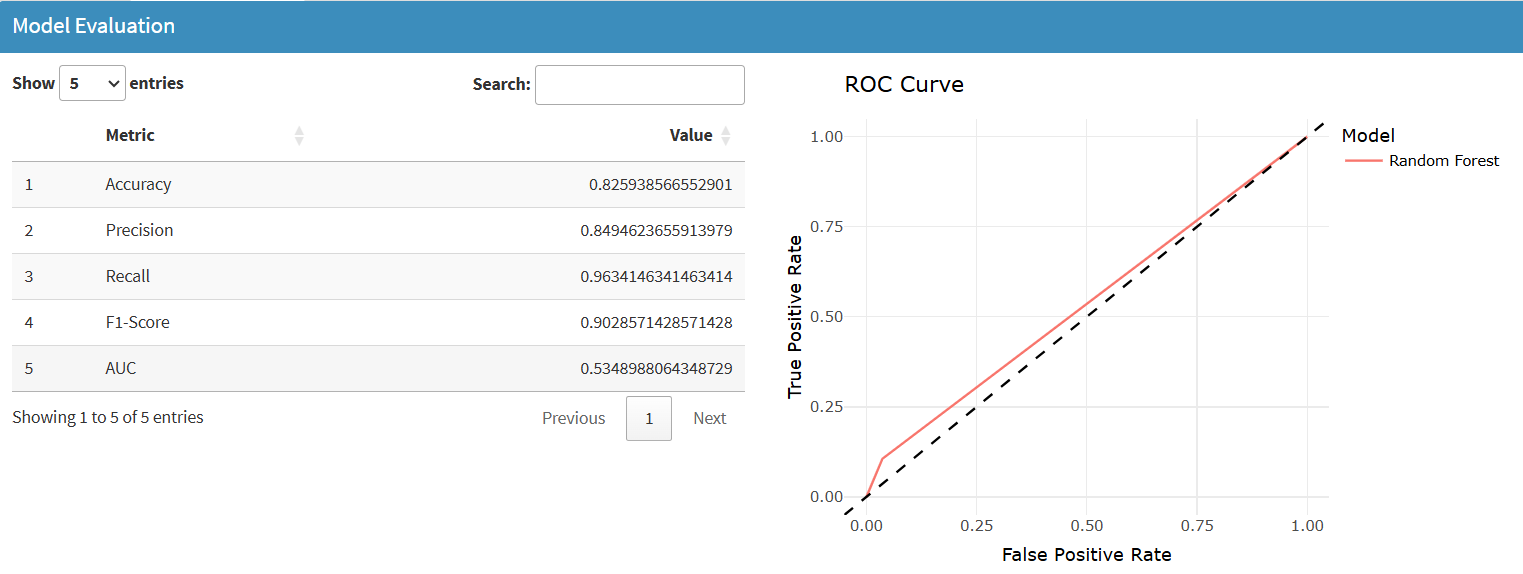 Model Evaluation
Show 5 entries
Search:
Metric Value
1 Accuracy 0.825938566552901
2 Precision 0.8494623655913979
3 Recall 0.9634146341463414
4 F1-Score 0.9028571428571428
5 AUC 0.5348988064348729
Showing 1 to 5 of 5 entries
Previous 1 Next
ROC Curve
1.00
0.75
0.50
0.25
0.00
True Positive Rate
0.00 0.25 0.50 0.75 1.00
False Positive Rate
Model
Random Forest